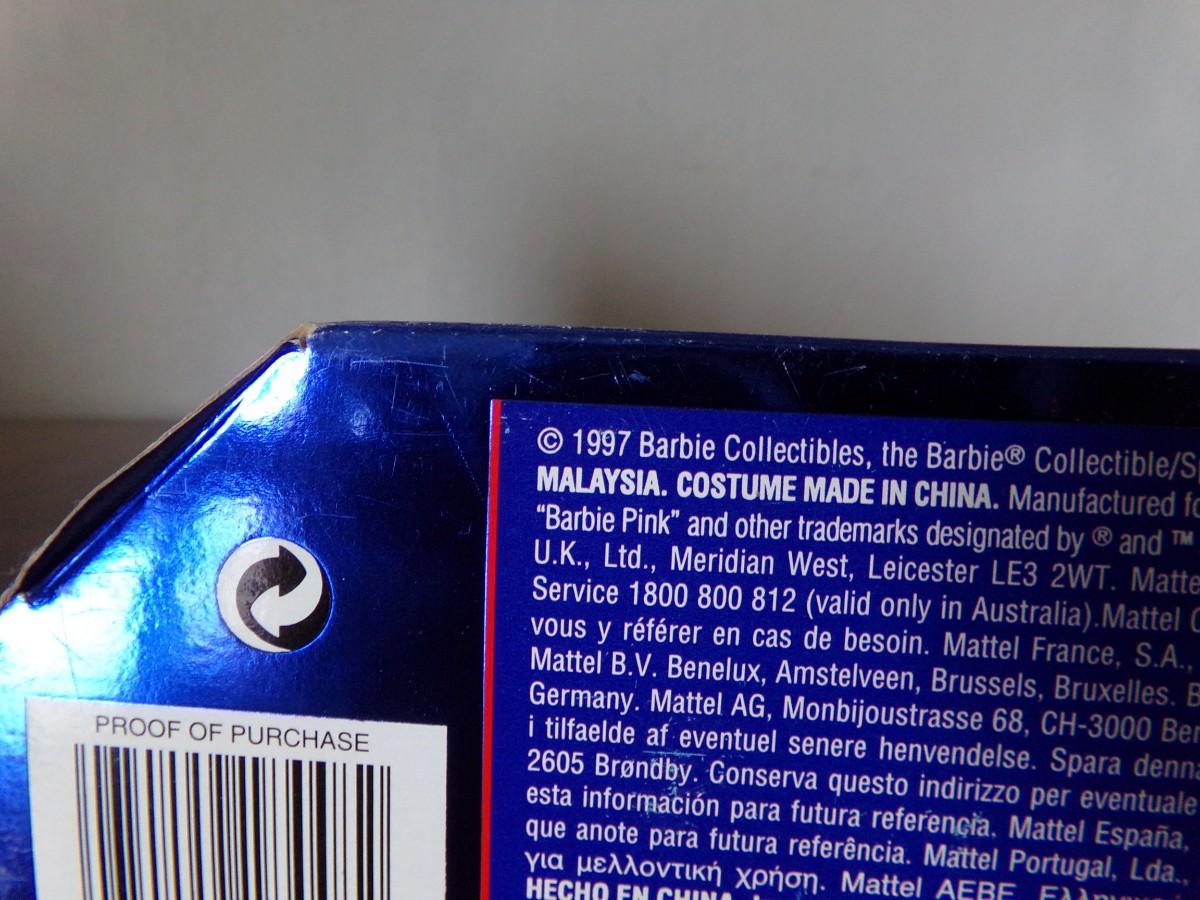 © 1997 Barbie Collectibles, the Barbie® Collectible/S
MALAYSIA. COSTUME MADE IN CHINA. Manufactured fo
“Barbie Pink” and other trademarks designated by ® and ™
U.K., Ltd., Meridian West, Leicester LE3 2WT. Matte
Service 1800 800 812 (valid only in Australia).Mattel
vous y référer en cas de besoin. Mattel France, S.A.,
Mattel B.V. Benelux, Amstelveen, Brussels, Bruxelles.
Germany. Mattel AG, Monbijoustrasse 68, CH-3000 Ber
i tilfaelde af eventuel senere henvendelse. Spara denna
2605 Brøndby. Conserva questo indirizzo per eventuale
esta información para futura referencia. Mattel España,
que anote para futura referência. Mattel Portugal, Lda.,
για μελλοντική χρήση. Mattel AEBE,
HECHO EN CHINA.
PROOF OF PURCHASE